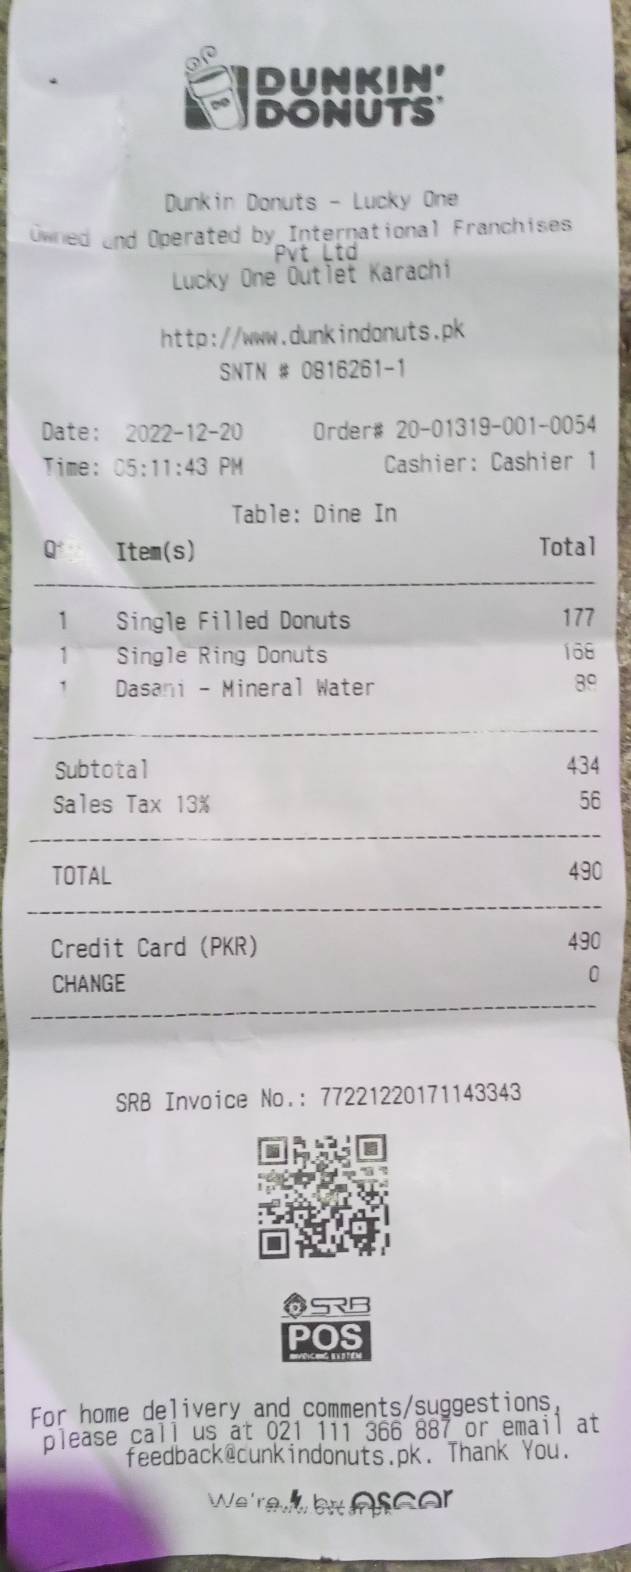 DUNKIN'
DONUTS
Dunkin Donuts - Lucky One
Owned and Operated by International Franchises
Pvt Ltd
Lucky One Outlet Karachi
http://www.dunkindonuts.pk
SNTN # 0816261-1
Date: 2022-12-20 Order# 20-01319-001-0054
Time: 05:11:43 PM Cashier: Cashier 1
Table: Dine In
Item(s) Total
1 Single Filled Donuts 177
1 Single Ring Donuts 168
1 Dasani - Mineral Water 89
Subtotal 434
Sales Tax 13% 56
TOTAL 490
Credit Card (PKR) 490
CHANGE 0
SRB Invoice No.: 77221220171143343
SRB
POS
INVOICING SYSTEM
For home delivery and comments/suggestions,
please call us at 021 111 366 887 or email at
feedback@cunkindonuts.pk. Thank You.
We're by Oscar